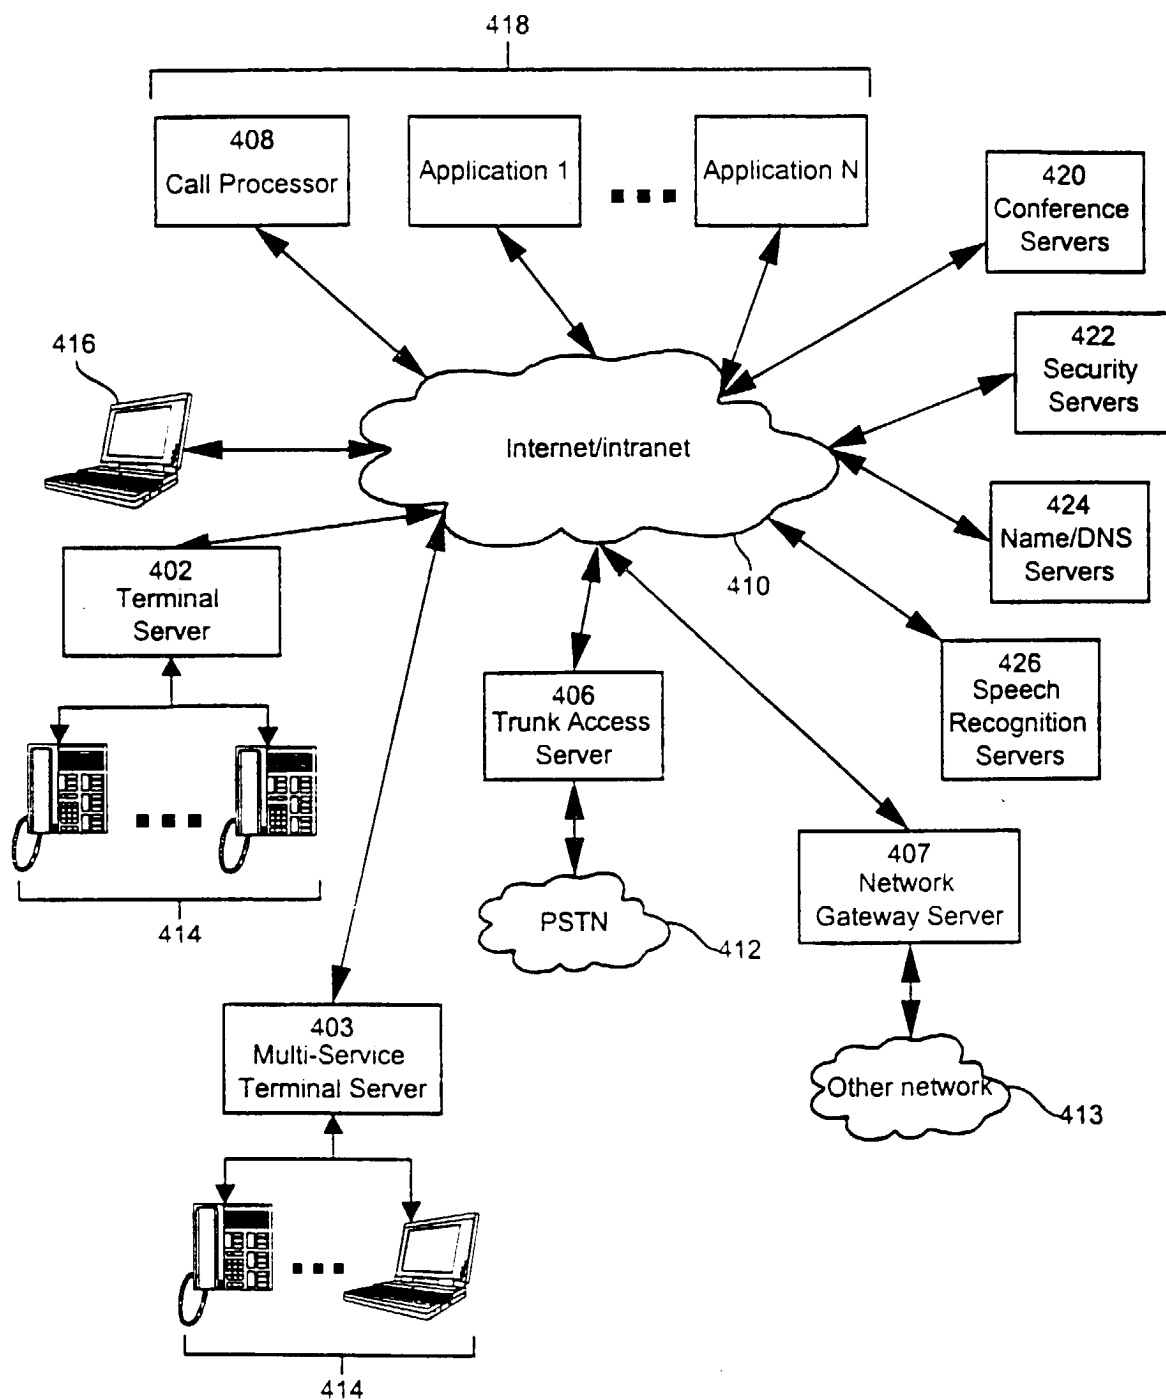 418
408
Call Processor
Application 1
Application N
420
Conference
Servers
416
422
Security
Servers
Internet/intranet
424
Name/DNS
Servers
410
402
Terminal
Server
426
Speech
Recognition
Servers
406
Trunk Access
Server
407
Network
Gateway Server
414
PSTN
412
403
Multi-Service
Terminal Server
Other network
413
414